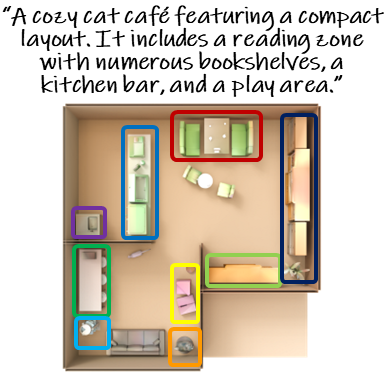 “A cozy cat café featuring a compact
layout. It includes a reading zone
with numerous bookshelves, a
kitchen bar, and a play area.”